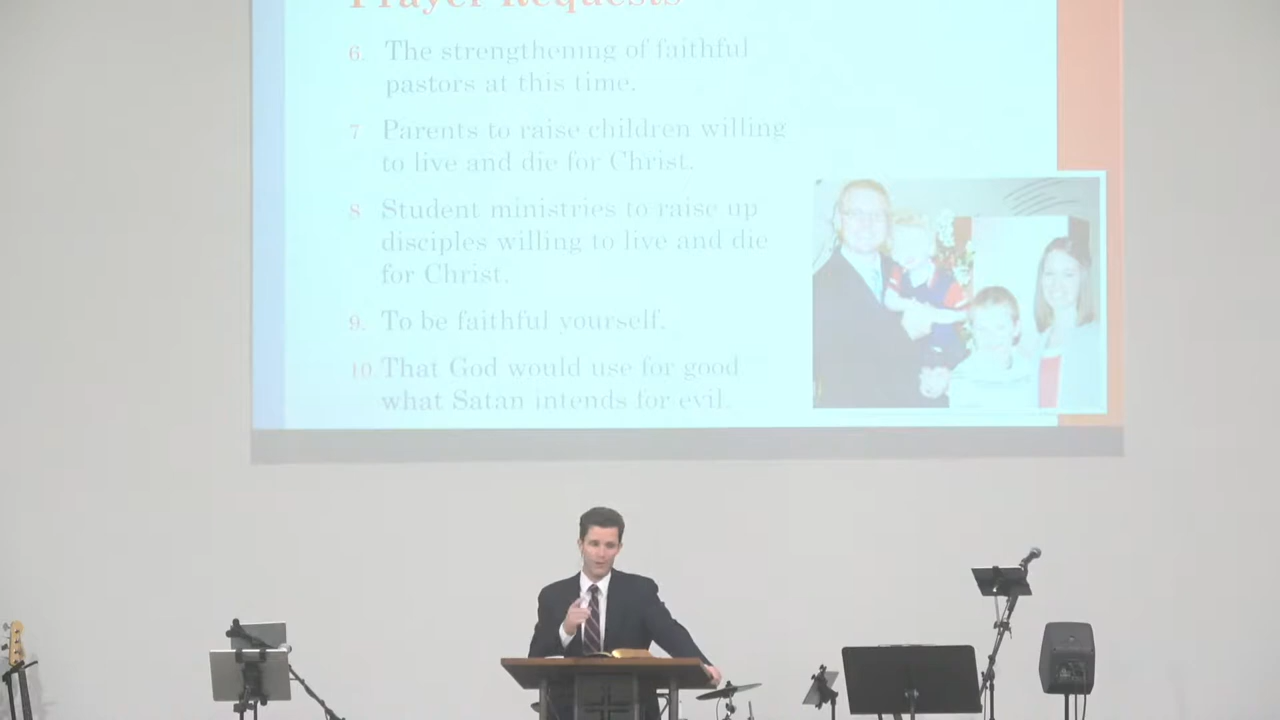 Prayer Requests
6. The strengthening of faithful
pastors at this time.
7 Parents to raise children willing
to live and die for Christ.
8 Student ministries to raise up
disciples willing to live and die
for Christ.
9. To be faithful yourself.
10 That God would use for good
what Satan intends for evil.